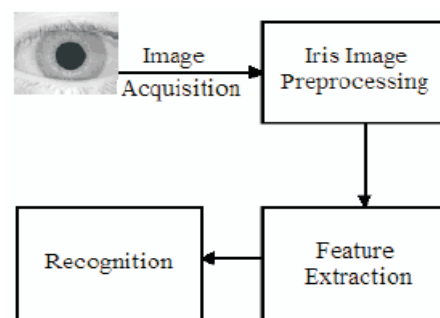 Image
Acquisition
Iris Image
Preprocessing
Feature
Extraction
Recognition